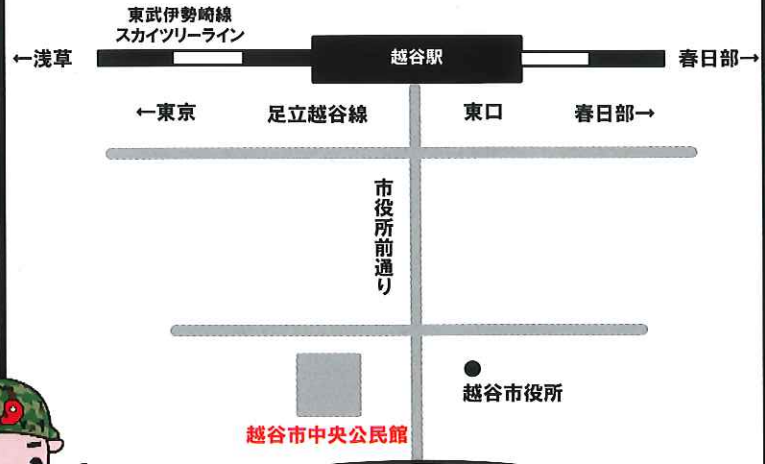 東武伊勢崎線
スカイツリーライン
←浅草
越谷駅
春日部→
←東京
足立越谷線
東口
春日部→
市役所前通り
越谷市役所
越谷市中央公民館